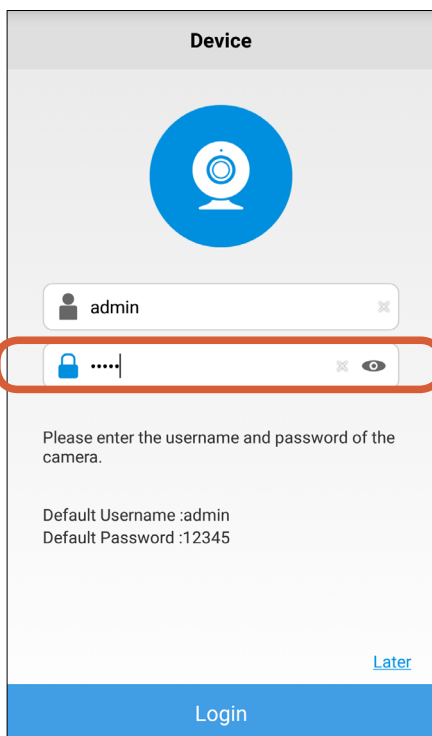 Device
admin
•••••
Please enter the username and password of the
camera.
Default Username :admin
Default Password :12345
Later
Login